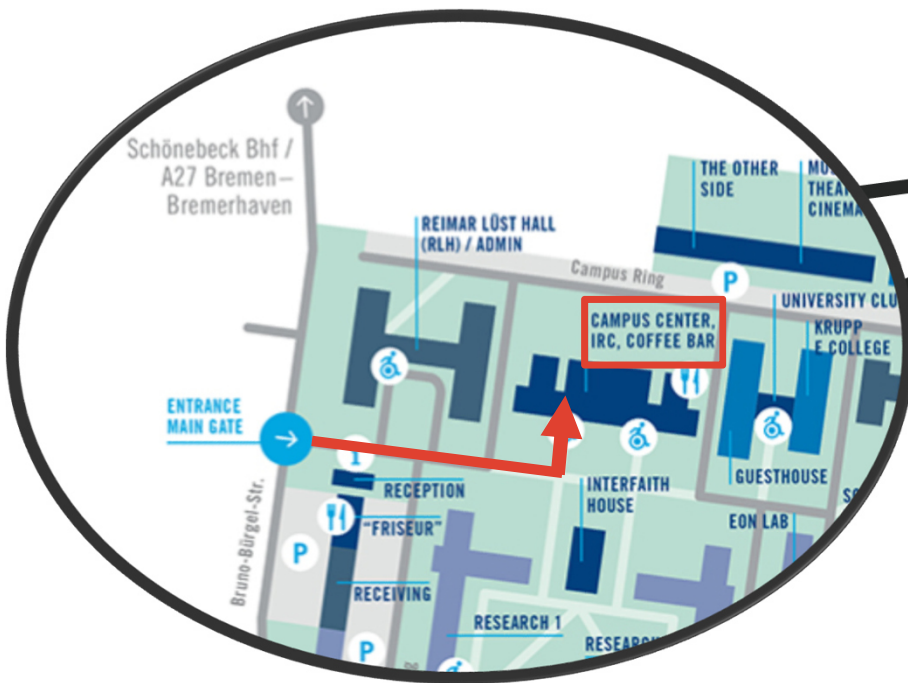 Schönebeck Bhf /
A27 Bremen–
Bremerhaven
REIMAR LÜST HALL
(RLH) / ADMIN
THE OTHER
SIDE
CINEMA
Campus Ring
P
UNIVERSITY
CAMPUS CENTER,
IRC, COFFEE BAR
KRUPP
COLLEGE
ENTRANCE
MAIN GATE
i
RECEPTION
INTERFAITH
HOUSE
GUESTHOUSE
EON LAB
"FRISEUR"
Bruno-Bürgel-Str.
P
RECEIVING
RESEARCH 1
P